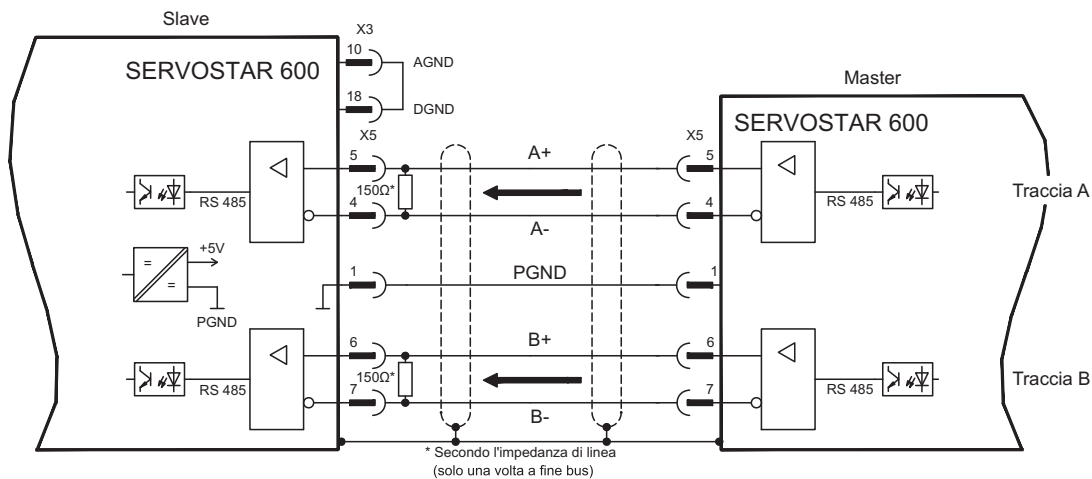 Slave
X3
10
AGND
SERVOSTAR 600
Master
18
DGND
SERVOSTAR 600
X5
X5
5
A+
5
150Ω*
RS 485
RS 485
Traccia A
4
A-
4
+5V
=
=
PGND
1
PGND
1
6
B+
6
150Ω*
RS 485
RS 485
Traccia B
7
B-
7
* Secondo l'impedanza di linea
(solo una volta a fine bus)